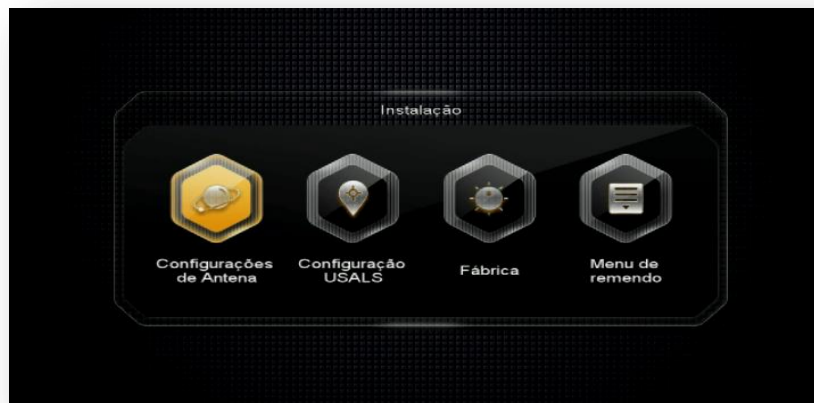 Instalação
Configurações
de Antena
Configuração
USALS
Fábrica
Menu de
remendo